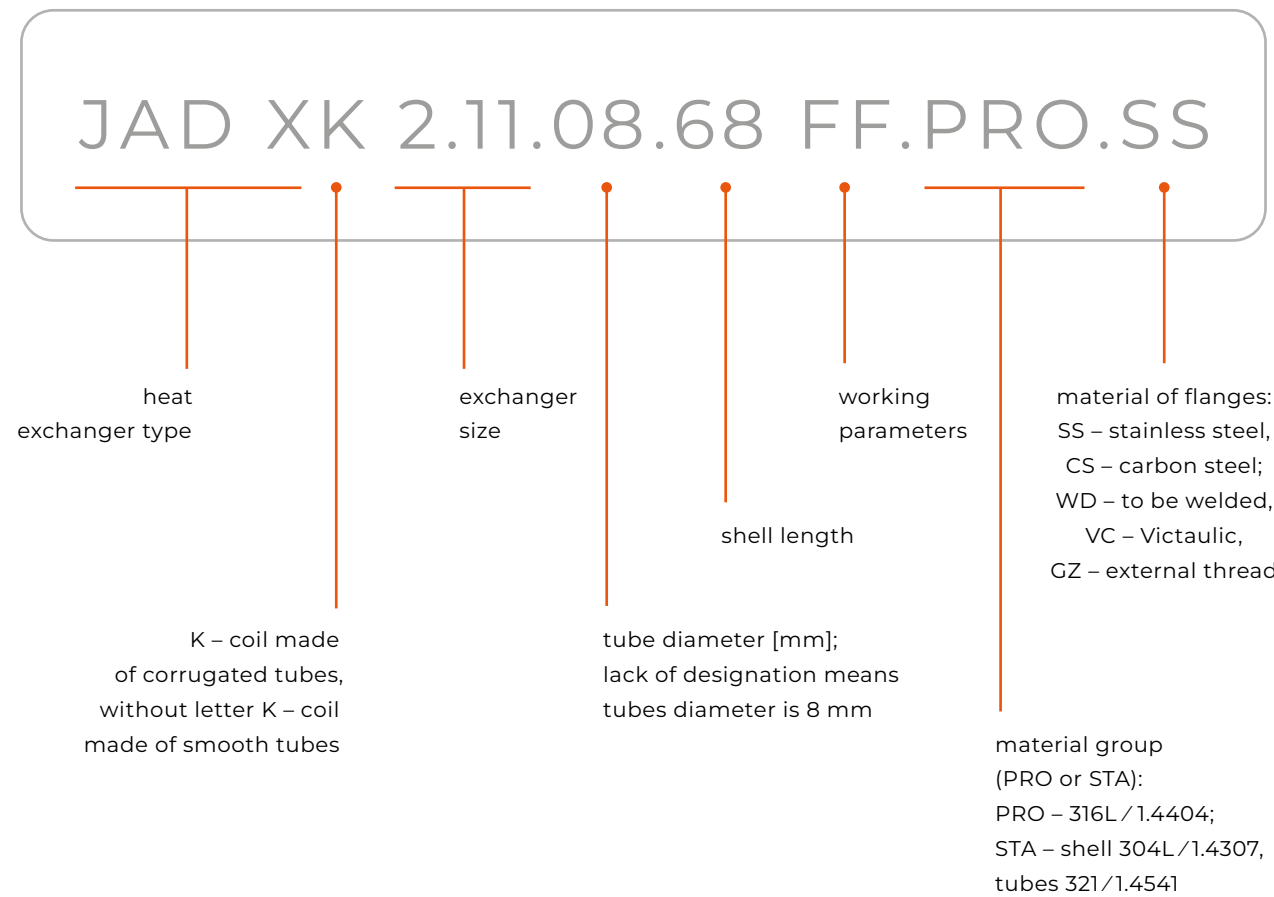 JAD XK 2.11.08.68 FF.PRO.SS
heat
exchanger type
exchanger
size
working
parameters
material of flanges:
SS – stainless steel,
CS – carbon steel;
WD – to be welded,
VC – Victaulic,
GZ – external thread
shell length
K – coil made
of corrugated tubes,
without letter K – coil
made of smooth tubes
tube diameter [mm];
lack of designation means
tubes diameter is 8 mm
material group
(PRO or STA):
PRO – 316L / 1.4404;
STA – shell 304L / 1.4307,
tubes 321 / 1.4541